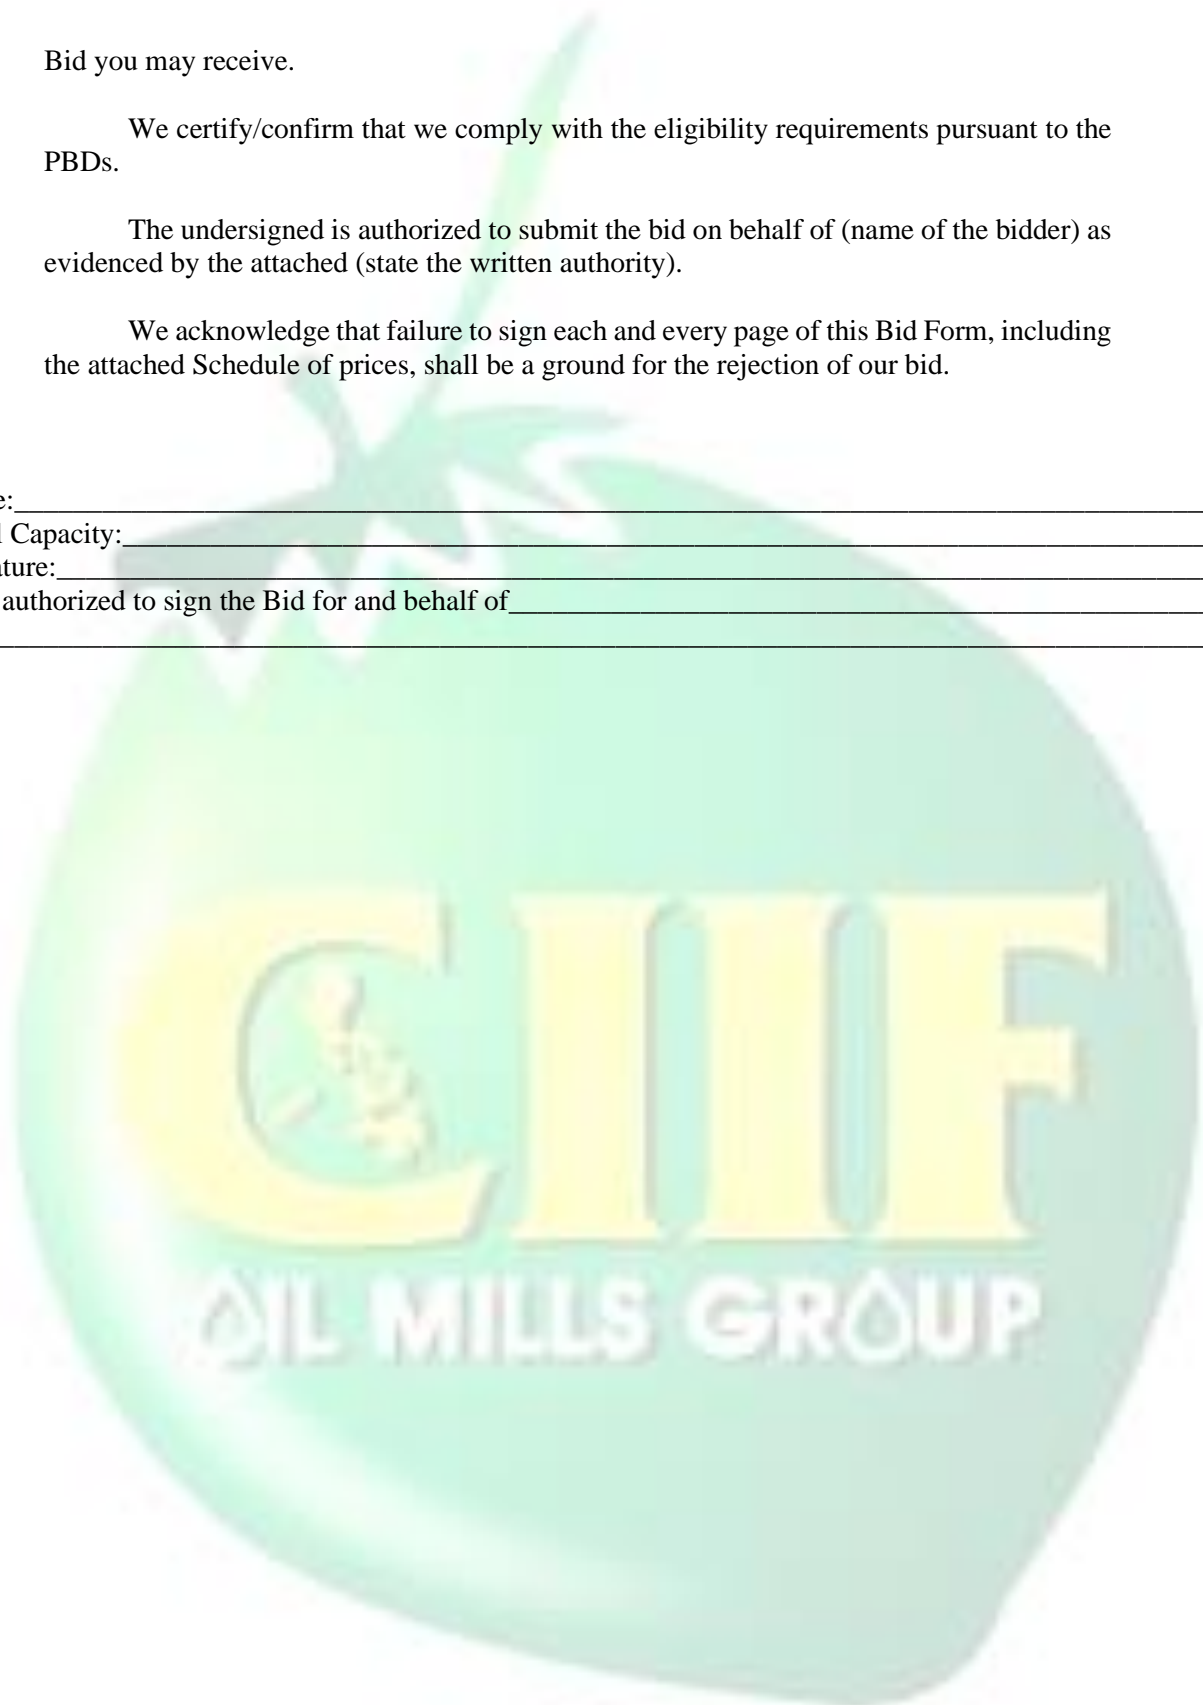 Bid you may receive.
We certify/confirm that we comply with the eligibility requirements pursuant to the
PBDs.
The undersigned is authorized to submit the bid on behalf of (name of the bidder) as
evidenced by the attached (state the written authority).
We acknowledge that failure to sign each and every page of this Bid Form, including
the attached Schedule of prices, shall be a ground for the rejection of our bid.
e:
l Capacity:
ature:
authorized to sign the Bid for and behalf of
CIIF
OIL MILLS GROUP